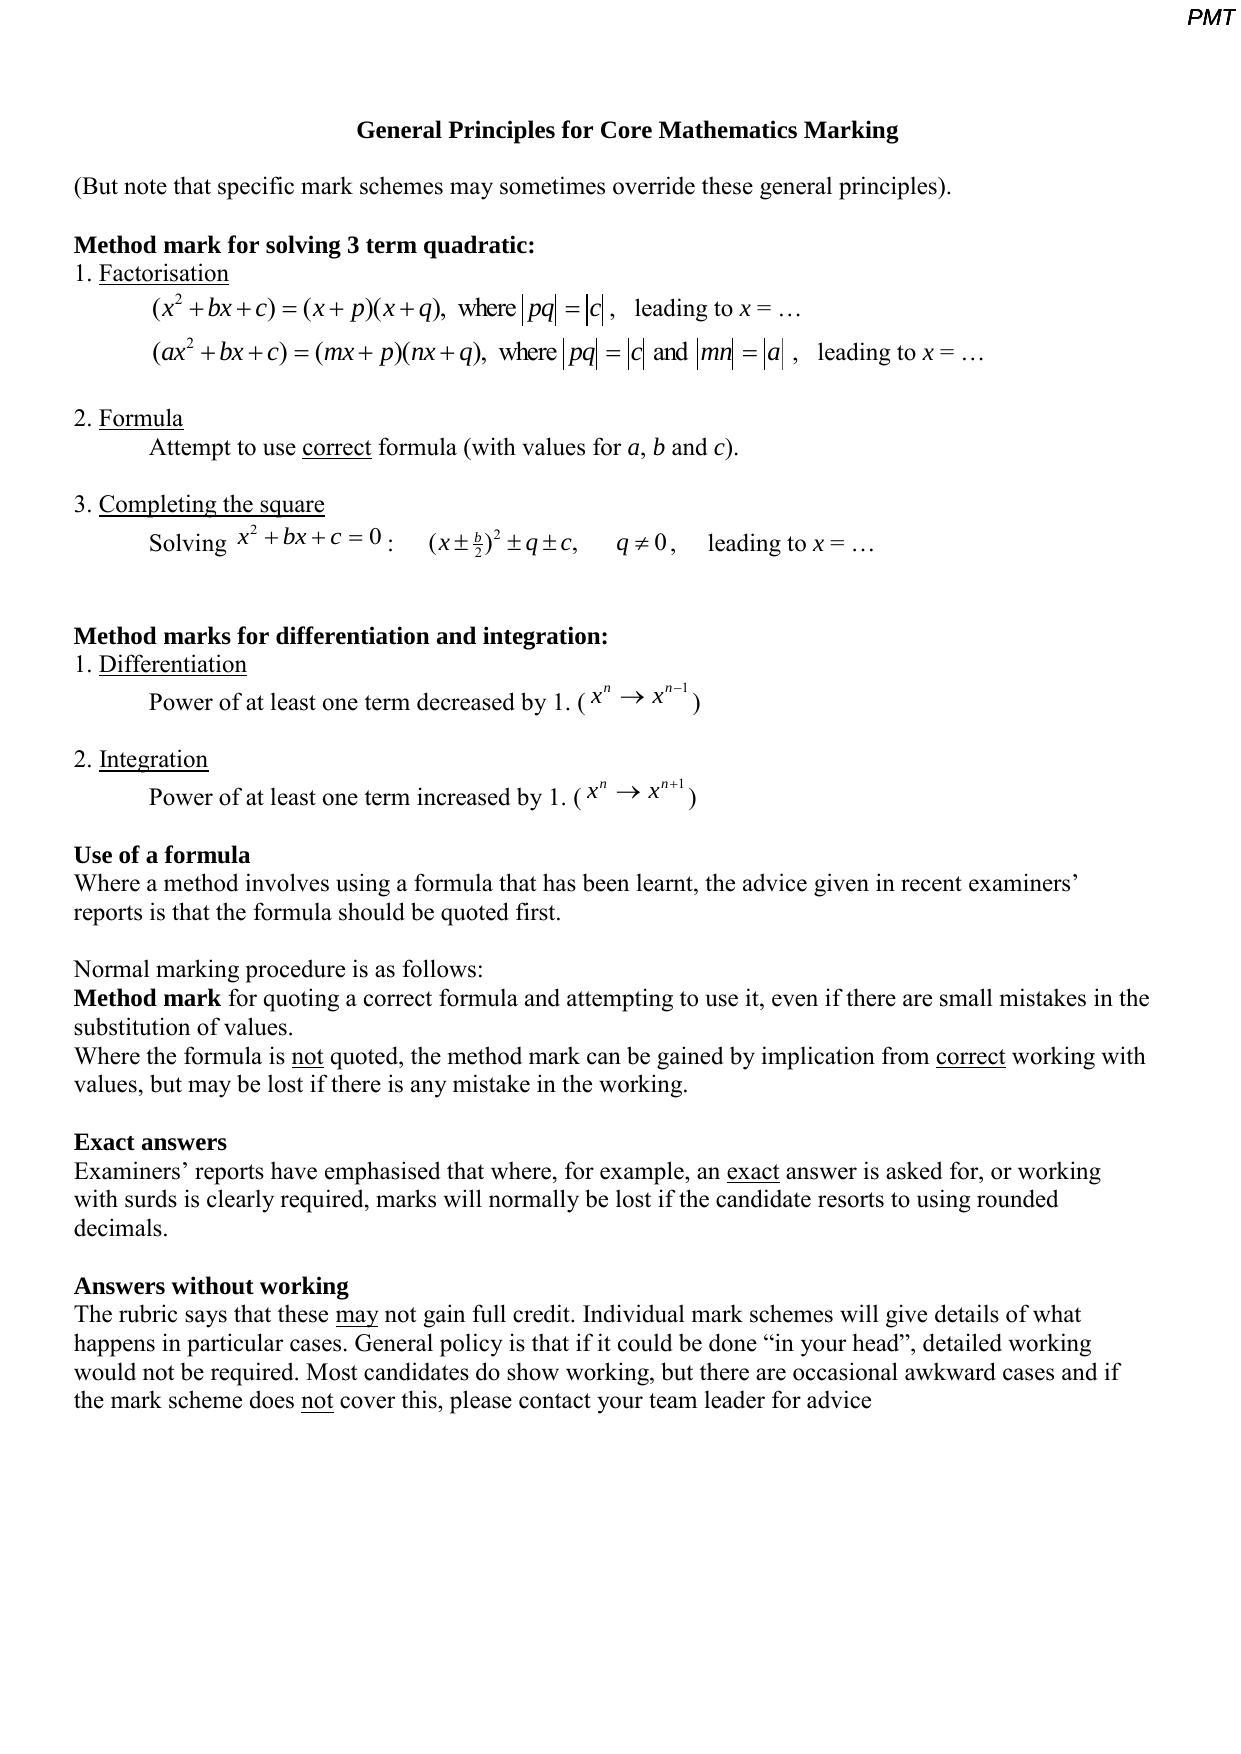 PMT
General Principles for Core Mathematics Marking
(But note that specific mark schemes may sometimes override these general principles).
Method mark for solving 3 term quadratic:
1. Factorisation
(x² + bx + c) = (x + p)(x + q), where |pq| = |c|, leading to x = …
(ax² + bx + c) = (mx + p)(nx + q), where |pq| = |c| and |mn| = |a|, leading to x = …
2. Formula
Attempt to use correct formula (with values for a, b and c).
3. Completing the square
Solving x² + bx + c = 0 : (x ± b/2)² ± q ± c, q ≠ 0, leading to x = …
Method marks for differentiation and integration:
1. Differentiation
Power of at least one term decreased by 1. ( xⁿ → xⁿ⁻¹ )
2. Integration
Power of at least one term increased by 1. ( xⁿ → xⁿ⁺¹ )
Use of a formula
Where a method involves using a formula that has been learnt, the advice given in recent examiners’
reports is that the formula should be quoted first.
Normal marking procedure is as follows:
Method mark for quoting a correct formula and attempting to use it, even if there are small mistakes in the
substitution of values.
Where the formula is not quoted, the method mark can be gained by implication from correct working with
values, but may be lost if there is any mistake in the working.
Exact answers
Examiners’ reports have emphasised that where, for example, an exact answer is asked for, or working
with surds is clearly required, marks will normally be lost if the candidate resorts to using rounded
decimals.
Answers without working
The rubric says that these may not gain full credit. Individual mark schemes will give details of what
happens in particular cases. General policy is that if it could be done “in your head”, detailed working
would not be required. Most candidates do show working, but there are occasional awkward cases and if
the mark scheme does not cover this, please contact your team leader for advice